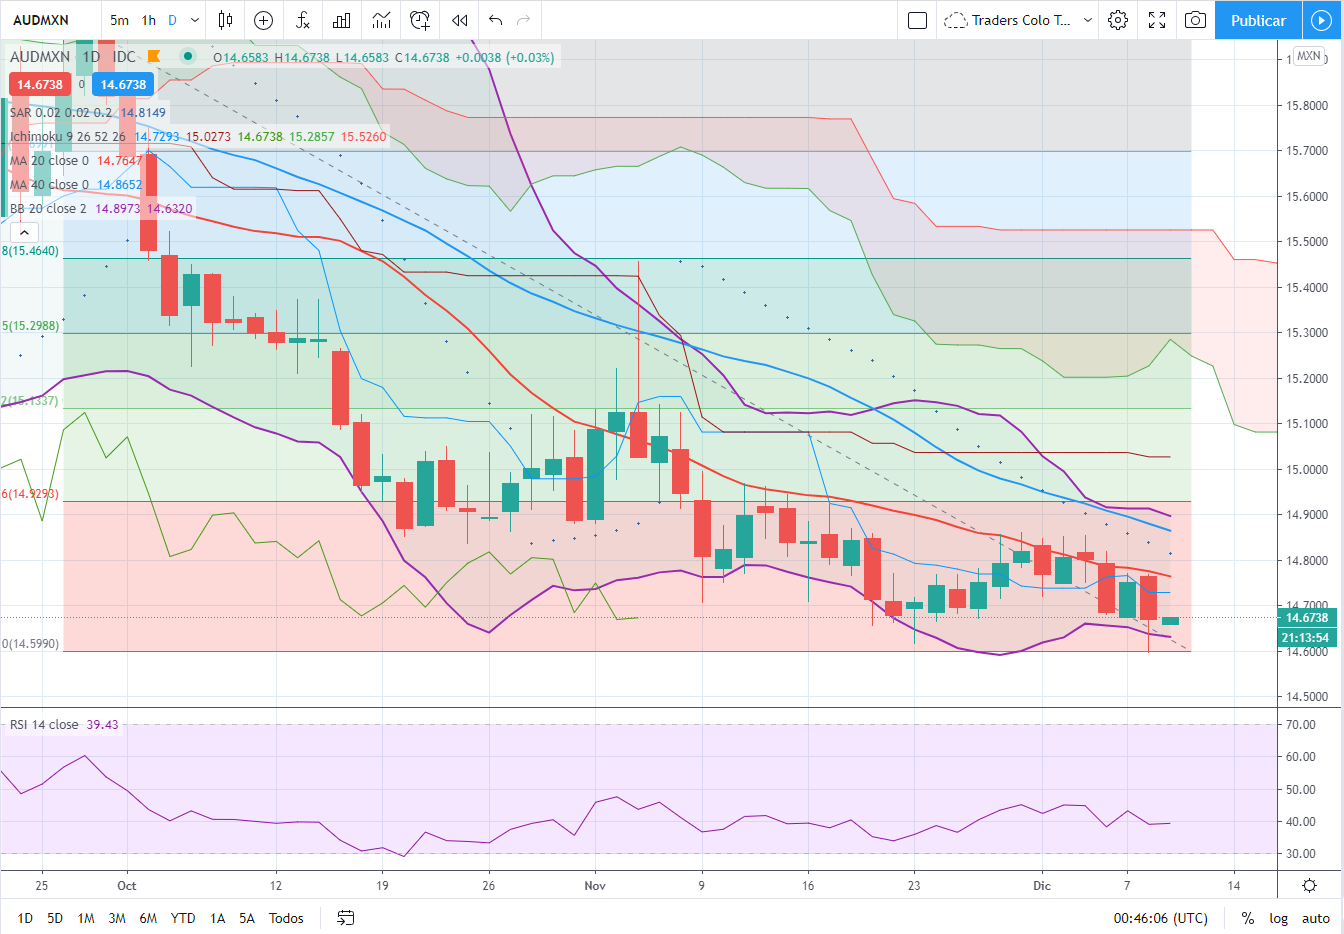 AUDMXN 5m 1h D Traders Colo T... Publicar
AUDMXN 1D IDC O14.6583 H14.6738 L14.6583 C14.6738 +0.0038 (+0.03%)
MXN
14.6738 0 14.6738
SAR 0.02 0.02 0.2 14.8149
Ichimoku 9 26 52 26 14.7293 15.0273 14.6738 15.2857 15.5260
MA 20 close 0 14.7647
MA 40 close 0 14.8652
BB 20 close 2 14.8973 14.6320
8(15.4640)
5(15.2988)
2(15.1337)
6(14.9293)
0(14.5990)
15.8000
15.7000
15.6000
15.5000
15.4000
15.3000
15.2000
15.1000
15.0000
14.9000
14.8000
14.7000
14.6738
21:13:54
14.6000
14.5000
RSI 14 close 39.43
70.00
60.00
50.00
40.00
30.00
25 Oct 12 19 26 Nov 9 16 23 Dic 7 14
1D 5D 1M 3M 6M YTD 1A 5A Todos 00:46:06 (UTC) % log auto